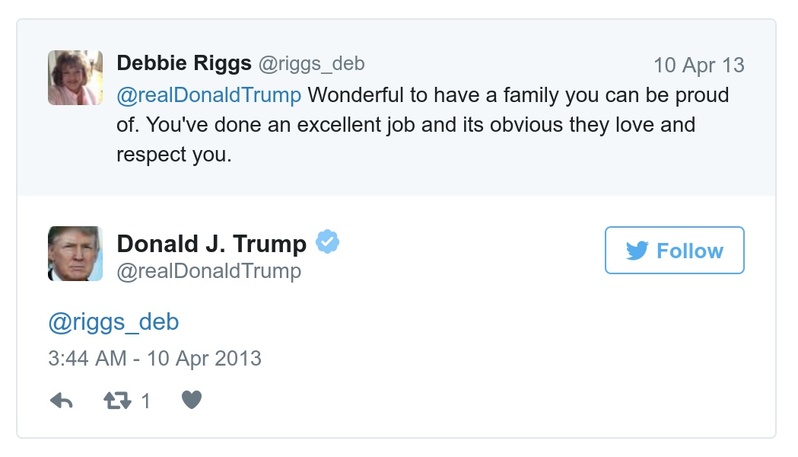 Debbie Riggs @riggs_deb 10 Apr 13
@realDonaldTrump Wonderful to have a family you can be proud
of. You've done an excellent job and its obvious they love and
respect you.
Donald J. Trump
@realDonaldTrump
Follow
@riggs_deb
3:44 AM - 10 Apr 2013
1